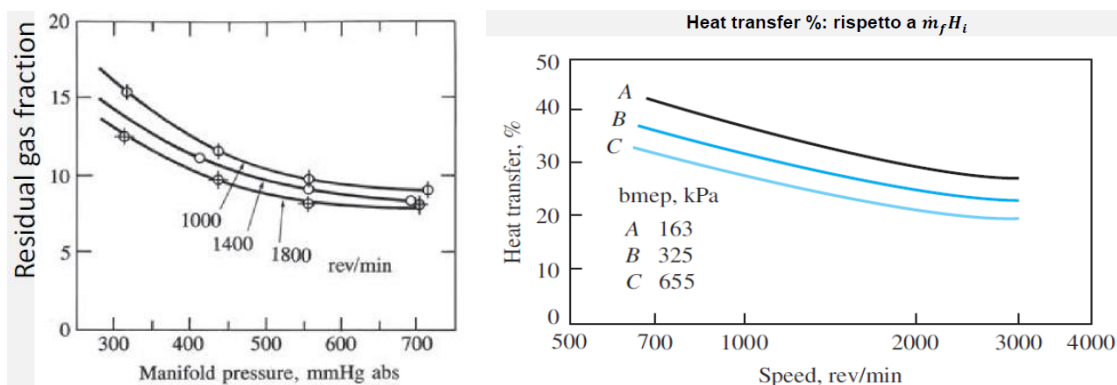 Residual gas fraction
20
15
10
5
0
300 400 500 600 700
Manifold pressure, mmHg abs
1000
1400
1800
rev/min
Heat transfer %: rispetto a ṁ_f H_i
Heat transfer, %
50
40
30
20
10
0
A
B
C
bmep, kPa
A 163
B 325
C 655
500 700 1000 2000 3000 4000
Speed, rev/min